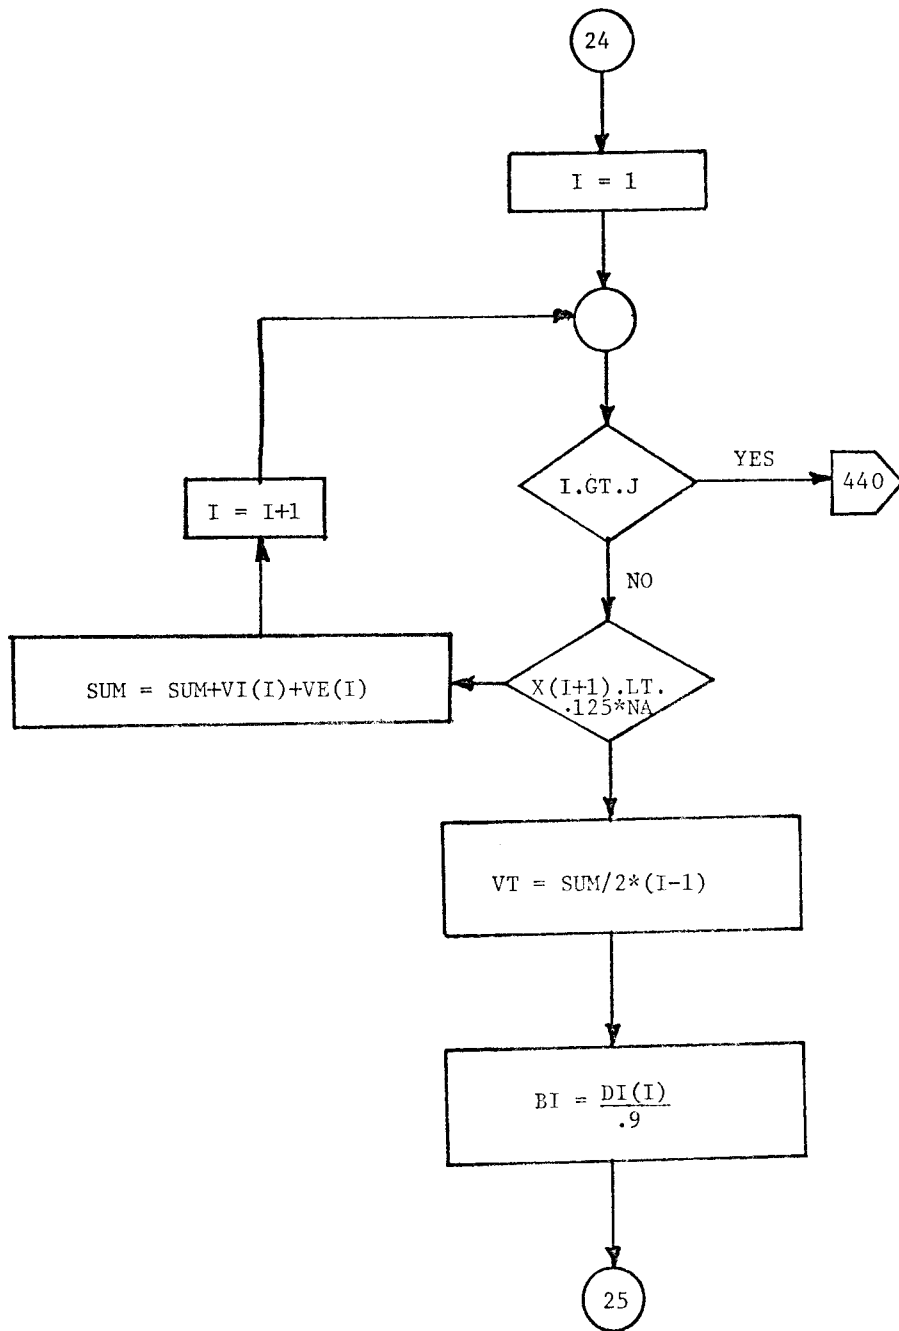 24
I = 1
I.GT.J
YES
440
I = I+1
NO
SUM = SUM+VI(I)+VE(I)
X(I+1).LT.
.125*NA
VT = SUM/2*(I-1)
BI = DI(I)
.9
25